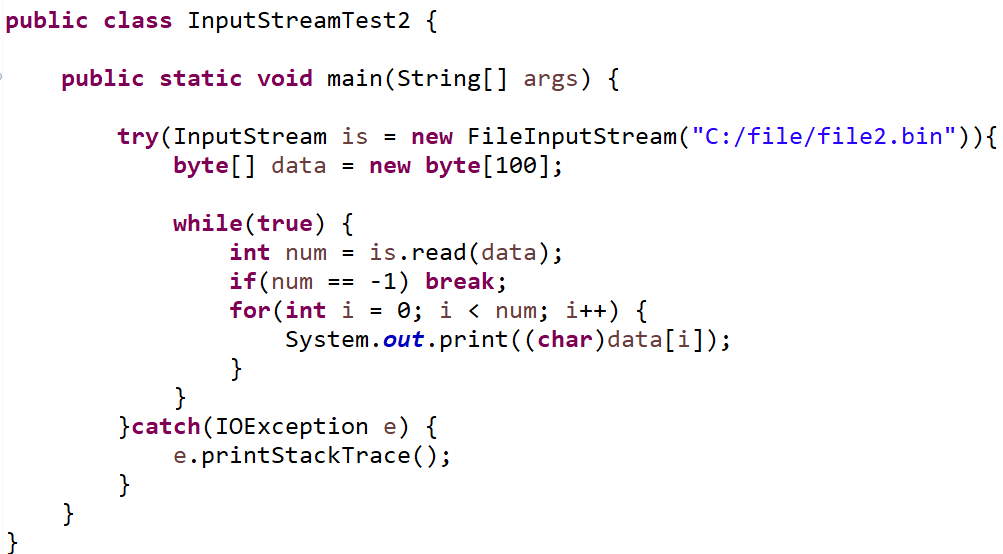 public class InputStreamTest2 {
    public static void main(String[] args) {
        try(InputStream is = new FileInputStream("C:/file/file2.bin")){
            byte[] data = new byte[100];
            while(true) {
                int num = is.read(data);
                if(num == -1) break;
                for(int i = 0; i < num; i++) {
                    System.out.print((char)data[i]);
                }
            }
        }catch(IOException e) {
            e.printStackTrace();
        }
    }
}